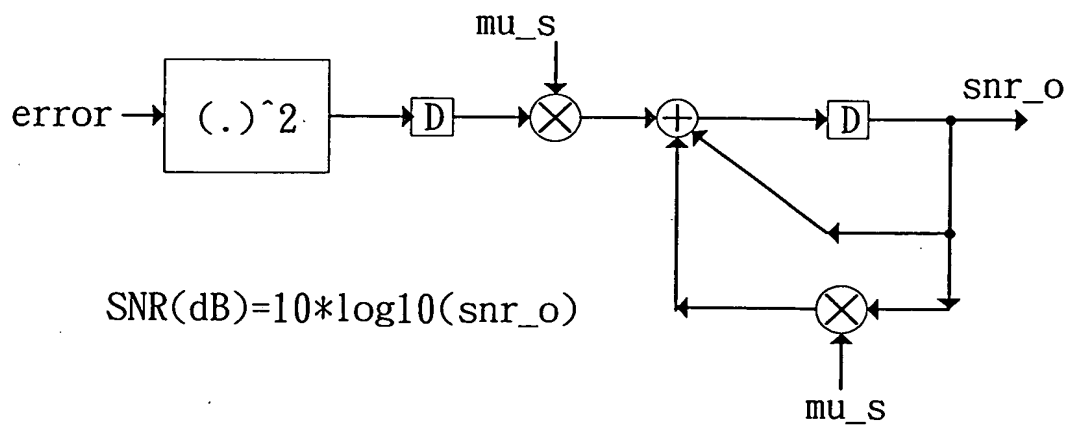 mu_s
snr_o
error
(.)^2
D
D
SNR(dB)=10*log10(snr_o)
mu_s